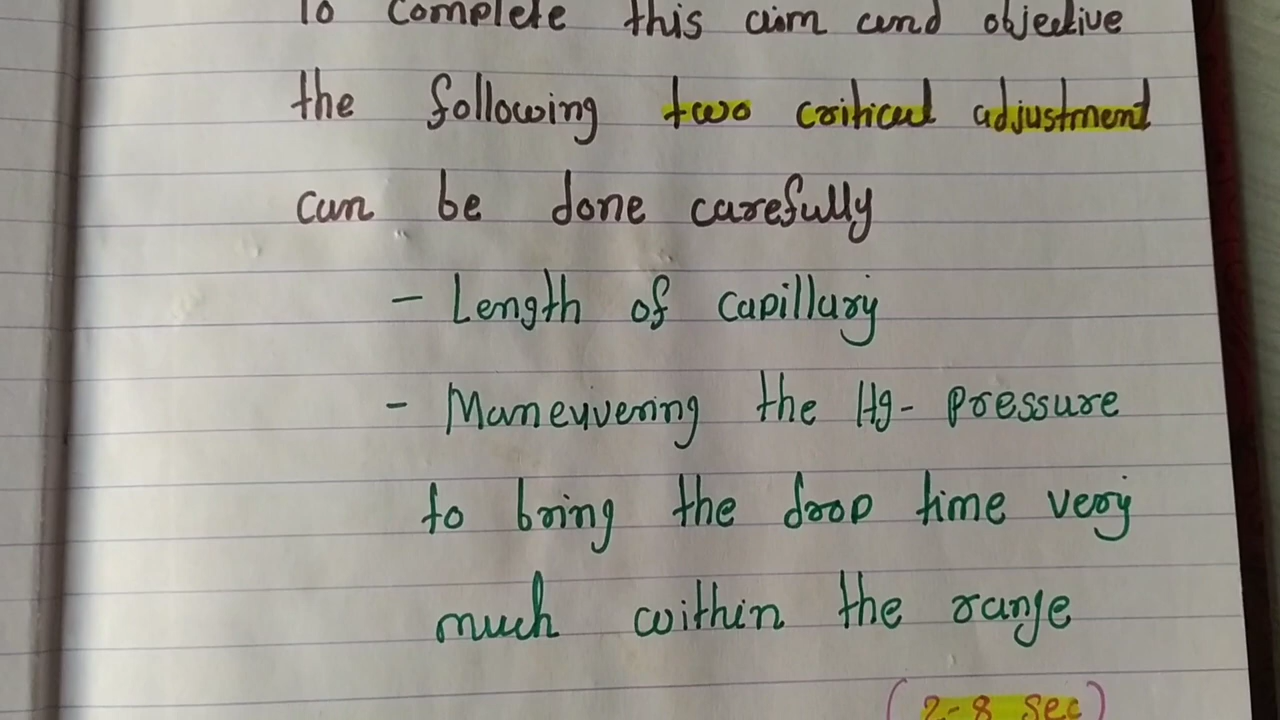 To complete this aim and objective
the following two critical adjustment
can be done carefully
- Length of capillary
- Maneuvering the Hg- pressure
to bring the drop time very
much within the range
(2-8 sec)